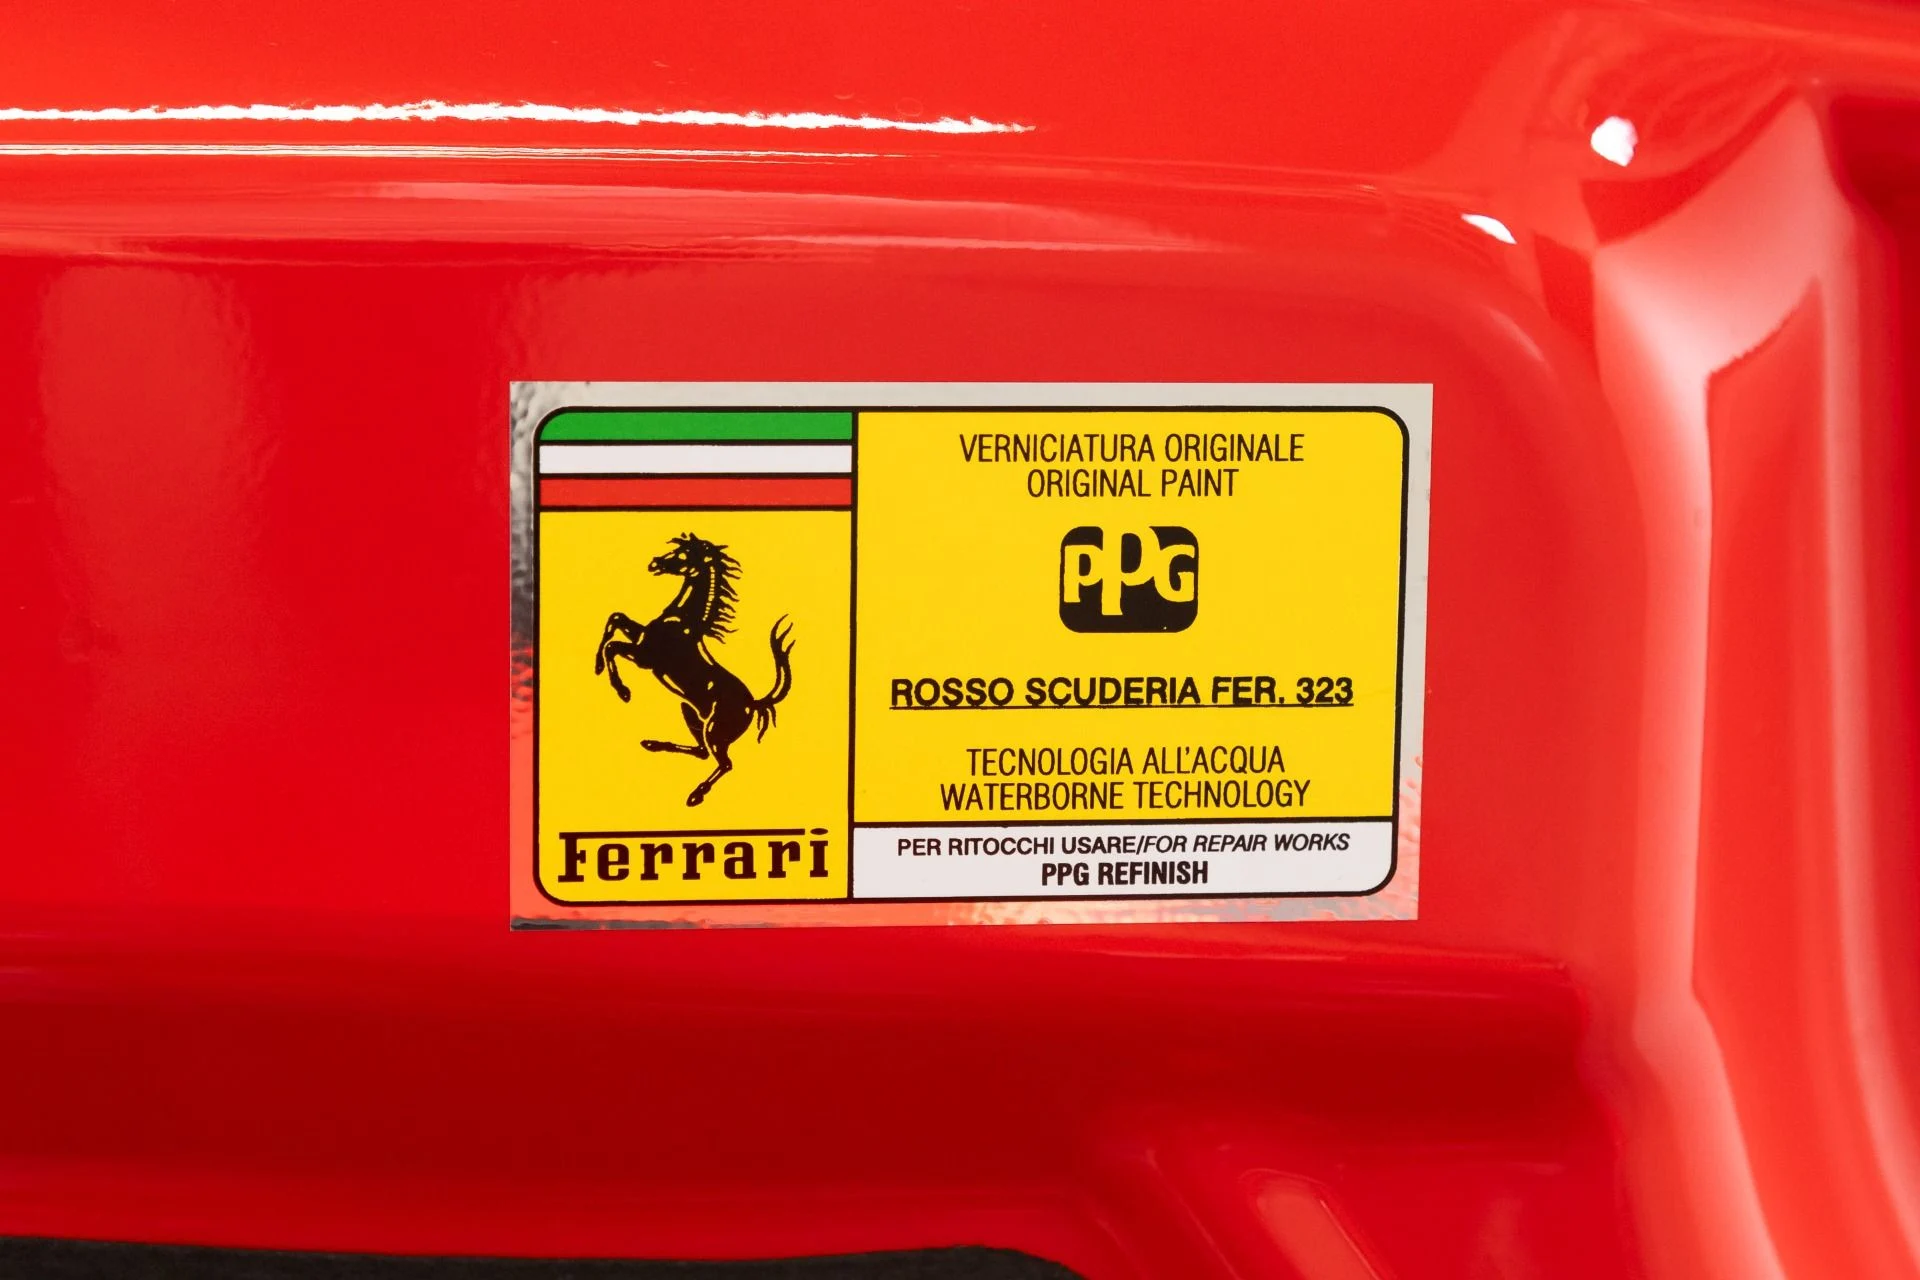 Ferrari
VERNICIATURA ORIGINALE
ORIGINAL PAINT
PPG
ROSSO SCUDERIA FER. 323
TECNOLOGIA ALL'ACQUA
WATERBORNE TECHNOLOGY
PER RITOCCHI USARE/FOR REPAIR WORKS
PPG REFINISH